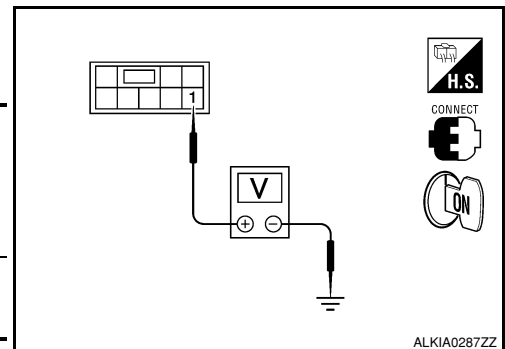 H.S.
CONNECT
1
V
+ −
ON
ALKIA0287ZZ